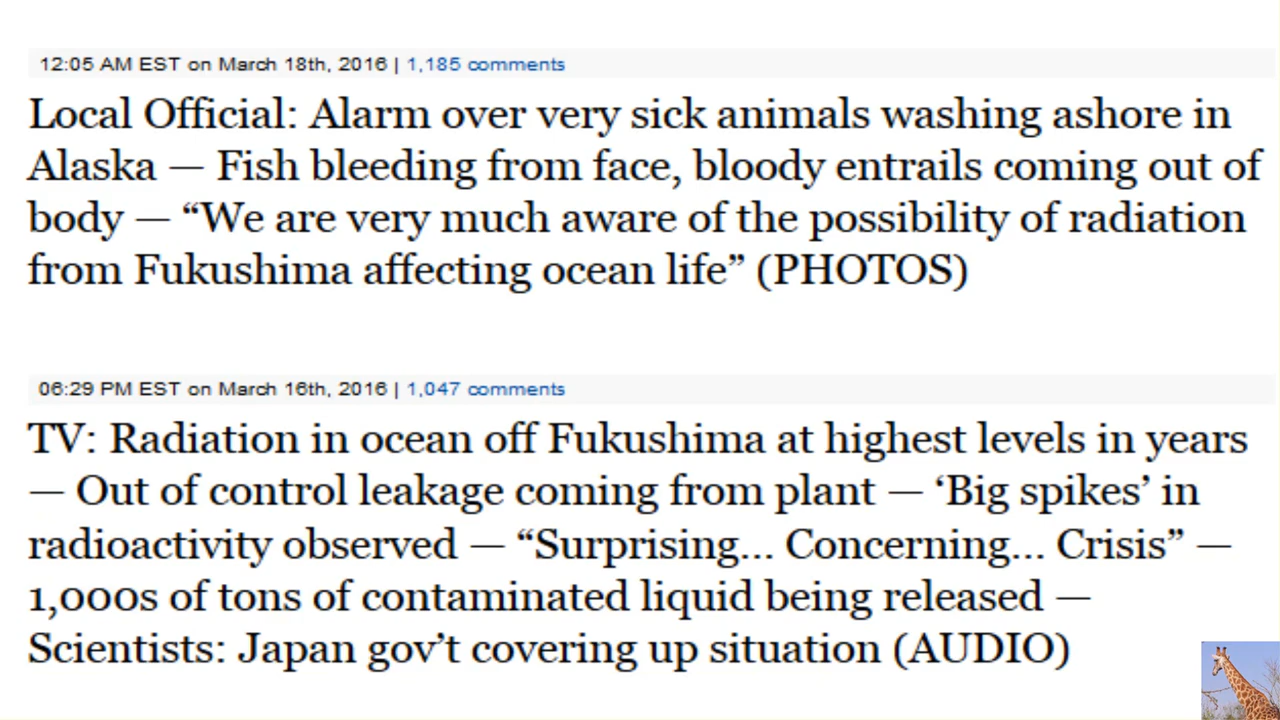 12:05 AM EST on March 18th, 2016 | 1,185 comments
Local Official: Alarm over very sick animals washing ashore in
Alaska — Fish bleeding from face, bloody entrails coming out of
body — “We are very much aware of the possibility of radiation
from Fukushima affecting ocean life” (PHOTOS)
06:29 PM EST on March 16th, 2016 | 1,047 comments
TV: Radiation in ocean off Fukushima at highest levels in years
— Out of control leakage coming from plant — ‘Big spikes’ in
radioactivity observed — “Surprising... Concerning... Crisis” —
1,000s of tons of contaminated liquid being released —
Scientists: Japan gov’t covering up situation (AUDIO)